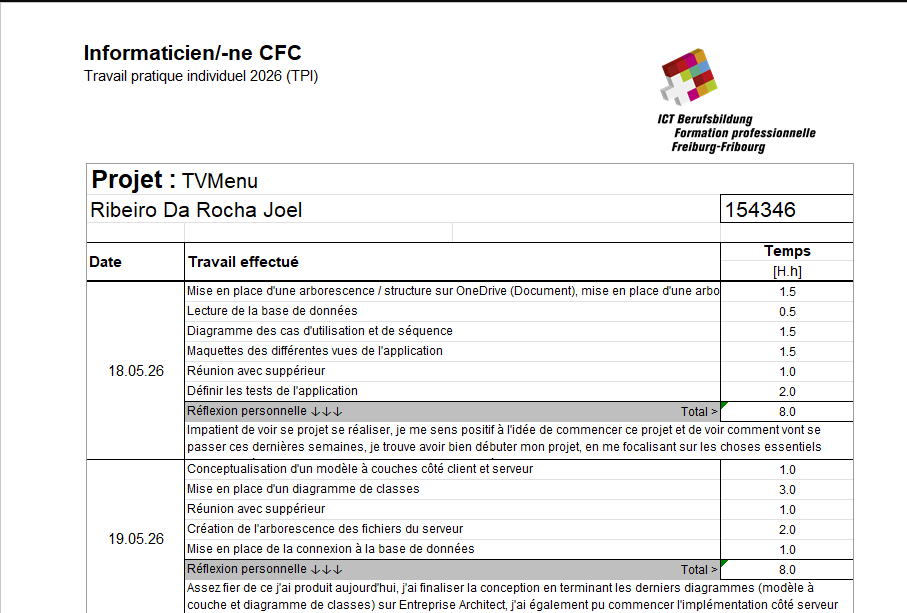 Informaticien/-ne CFC
Travail pratique individuel 2026 (TPI)
ICT Berufsbildung
Formation professionnelle
Freiburg-Fribourg
Projet : TVMenu
Ribeiro Da Rocha Joel 154346
Date Travail effectué Temps
[H.h]
Mise en place d'une arborescence / structure sur OneDrive (Document), mise en place d'une arbo 1.5
Lecture de la base de données 0.5
Diagramme des cas d'utilisation et de séquence 1.5
Maquettes des différentes vues de l'application 1.5
18.05.26 Réunion avec suppérieur 1.0
Définir les tests de l'application 2.0
Réflexion personnelle ↓↓↓ Total > 8.0
Impatient de voir se projet se réaliser, je me sens positif à l'idée de commencer ce projet et de voir comment vont se
passer ces dernières semaines, je trouve avoir bien débuter mon projet, en me focalisant sur les choses essentiels
Conceptualisation d'un modèle à couches côté client et serveur 1.0
Mise en place d'un diagramme de classes 3.0
Réunion avec suppérieur 1.0
Création de l'arborescence des fichiers du serveur 2.0
19.05.26 Mise en place de la connexion à la base de données 1.0
Réflexion personnelle ↓↓↓ Total > 8.0
Assez fier de ce j'ai produit aujourd'hui, j'ai finaliser la conception en terminant les derniers diagrammes (modèle à
couche et diagramme de classes) sur Entreprise Architect, j'ai également pu commencer l'implémentation côté serveur